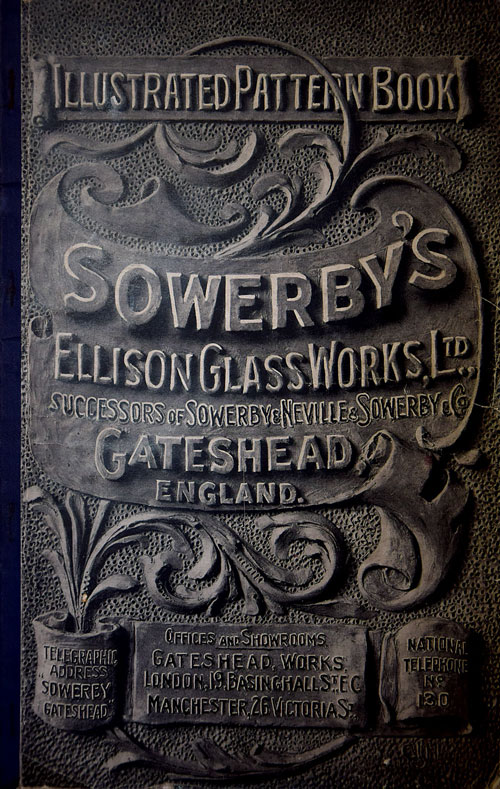 ILLUSTRATED PATTERN BOOK
SOWERBY'S
ELLISON GLASS WORKS, LTD.,
SUCCESSORS OF SOWERBY & NEVILLE & SOWERBY & CO
GATESHEAD,
ENGLAND.
TELEGRAPHIC
ADDRESS
"SOWERBY
GATESHEAD."
OFFICES AND SHOWROOMS
GATESHEAD, WORKS.
LONDON, 19, BASINGHALL ST. E C
MANCHESTER, 26 VICTORIA ST.
NATIONAL
TELEPHONE
NO
130